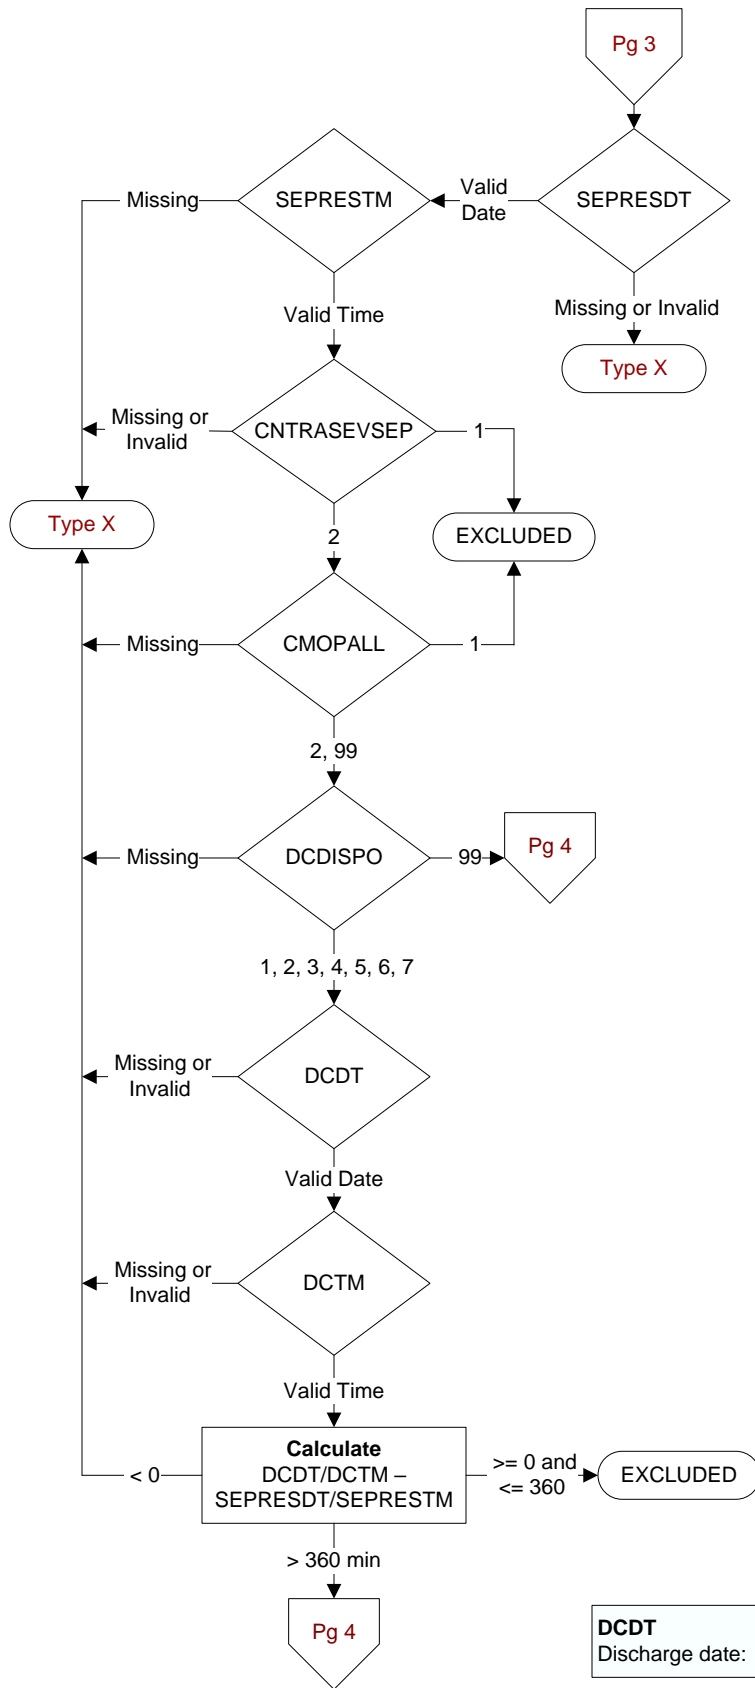 Pg 3
SEPRESDT
Valid
Date
SEPRESTM
Missing
Missing or Invalid
Type X
Valid Time
CNTRASEVSEP
Missing or
Invalid
1
Type X
EXCLUDED
2
CMOPALL
Missing
1
2, 99
DCDISPO
Missing
99
Pg 4
1, 2, 3, 4, 5, 6, 7
DCDT
Missing or
Invalid
Valid Date
DCTM
Missing or
Invalid
Valid Time
Calculate
DCDT/DCTM –
SEPRESDT/SEPRESTM
< 0
>= 0 and
<= 360
EXCLUDED
> 360 min
Pg 4
DCDT
Discharge date: